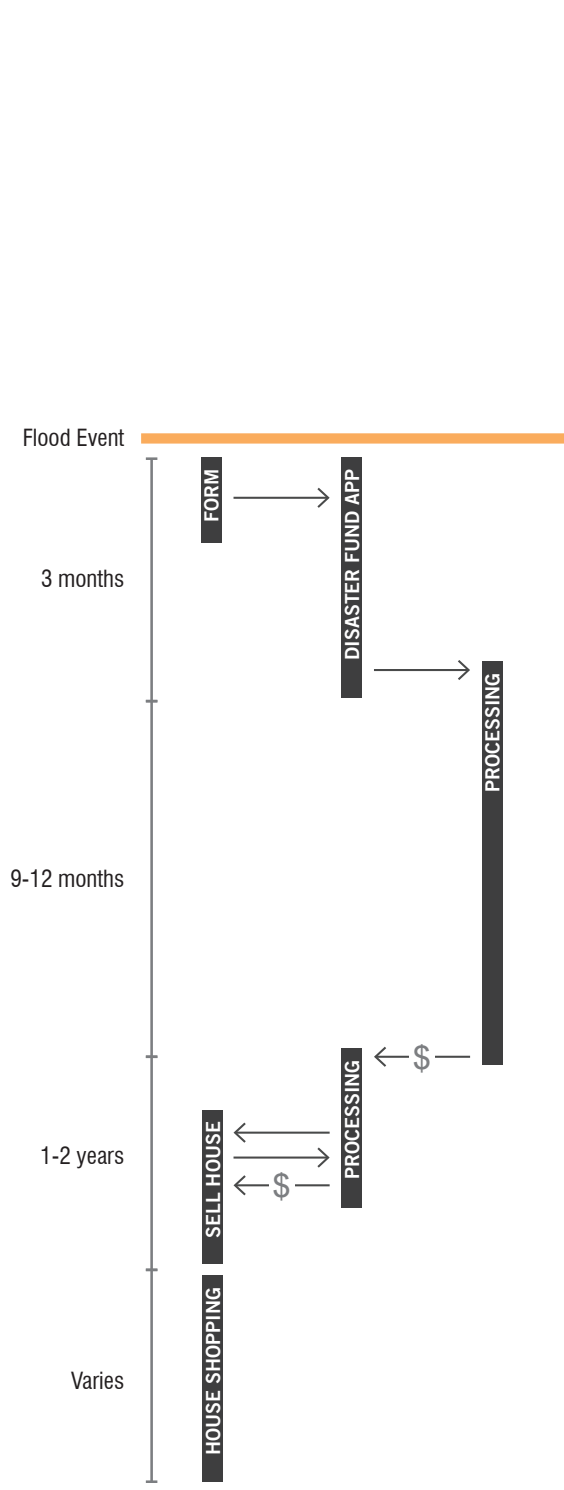 Flood Event
FORM
DISASTER FUND APP
3 months
PROCESSING
9-12 months
$
PROCESSING
SELL HOUSE
1-2 years
$
HOUSE SHOPPING
Varies